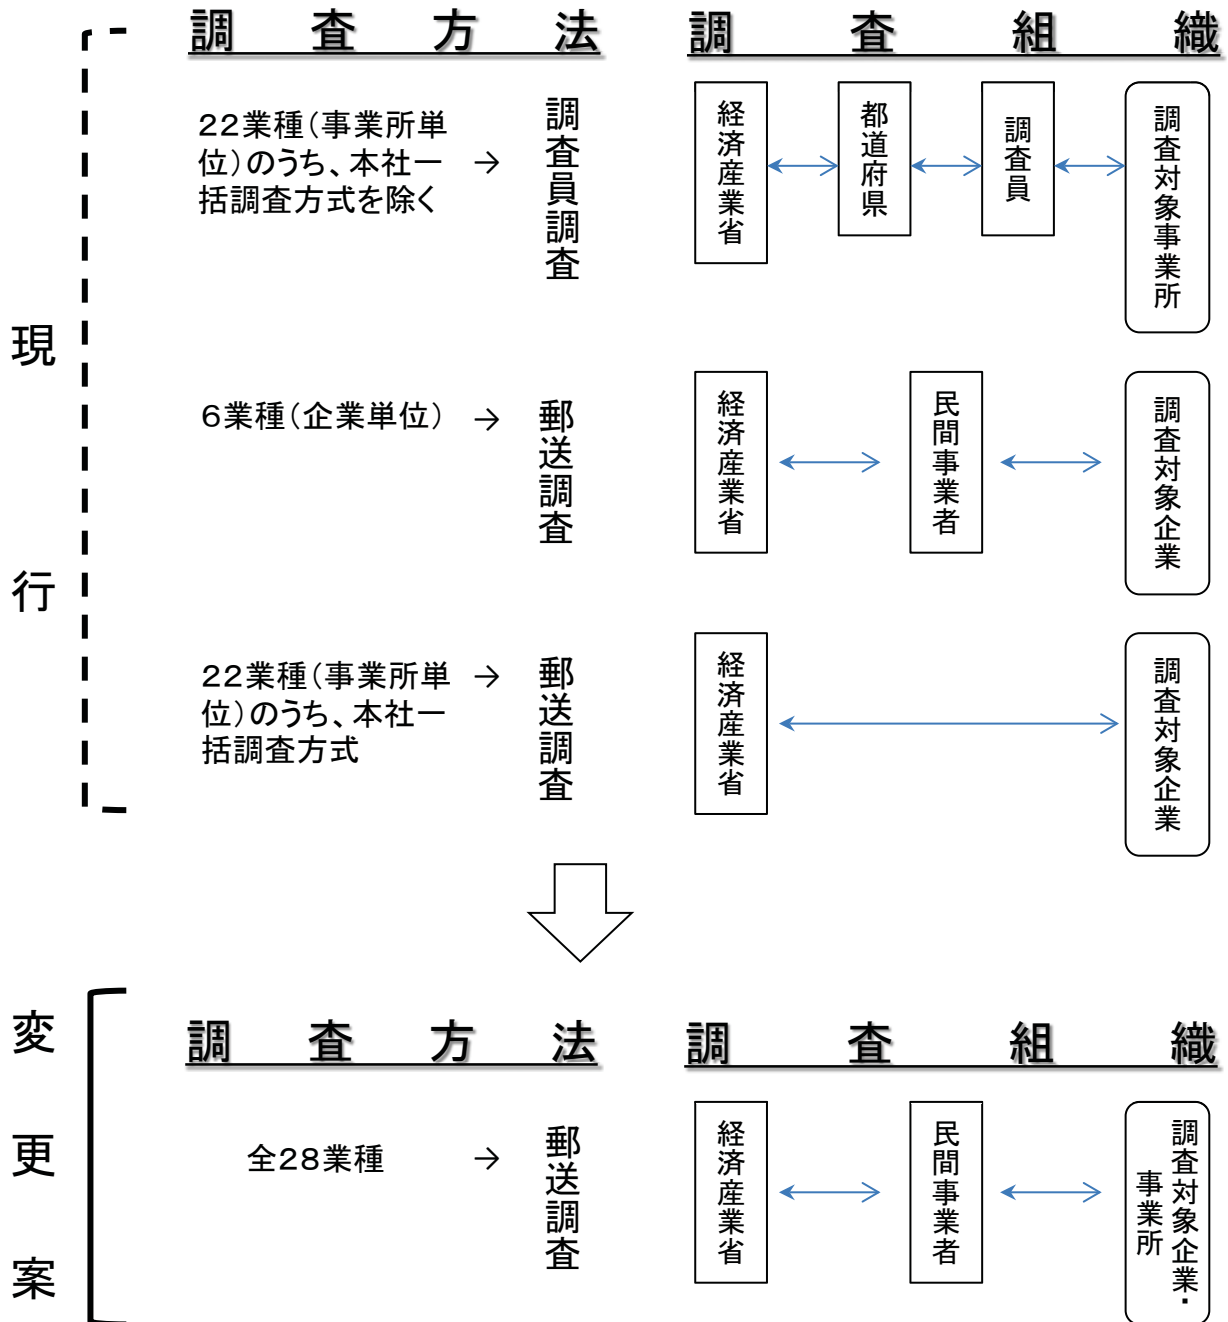 現行
調査方法
調査組織
22業種(事業所単
位)のうち、本社一
括調査方式を除く
→
調査員調査
経済産業省
都道府県
調査員
調査対象事業所
6業種(企業単位)
→
郵送調査
経済産業省
民間事業者
調査対象企業
22業種(事業所単
位)のうち、本社一
括調査方式
→
郵送調査
経済産業省
調査対象企業
変更案
調査方法
調査組織
全28業種
→
郵送調査
経済産業省
民間事業者
調査対象企業・
事業所